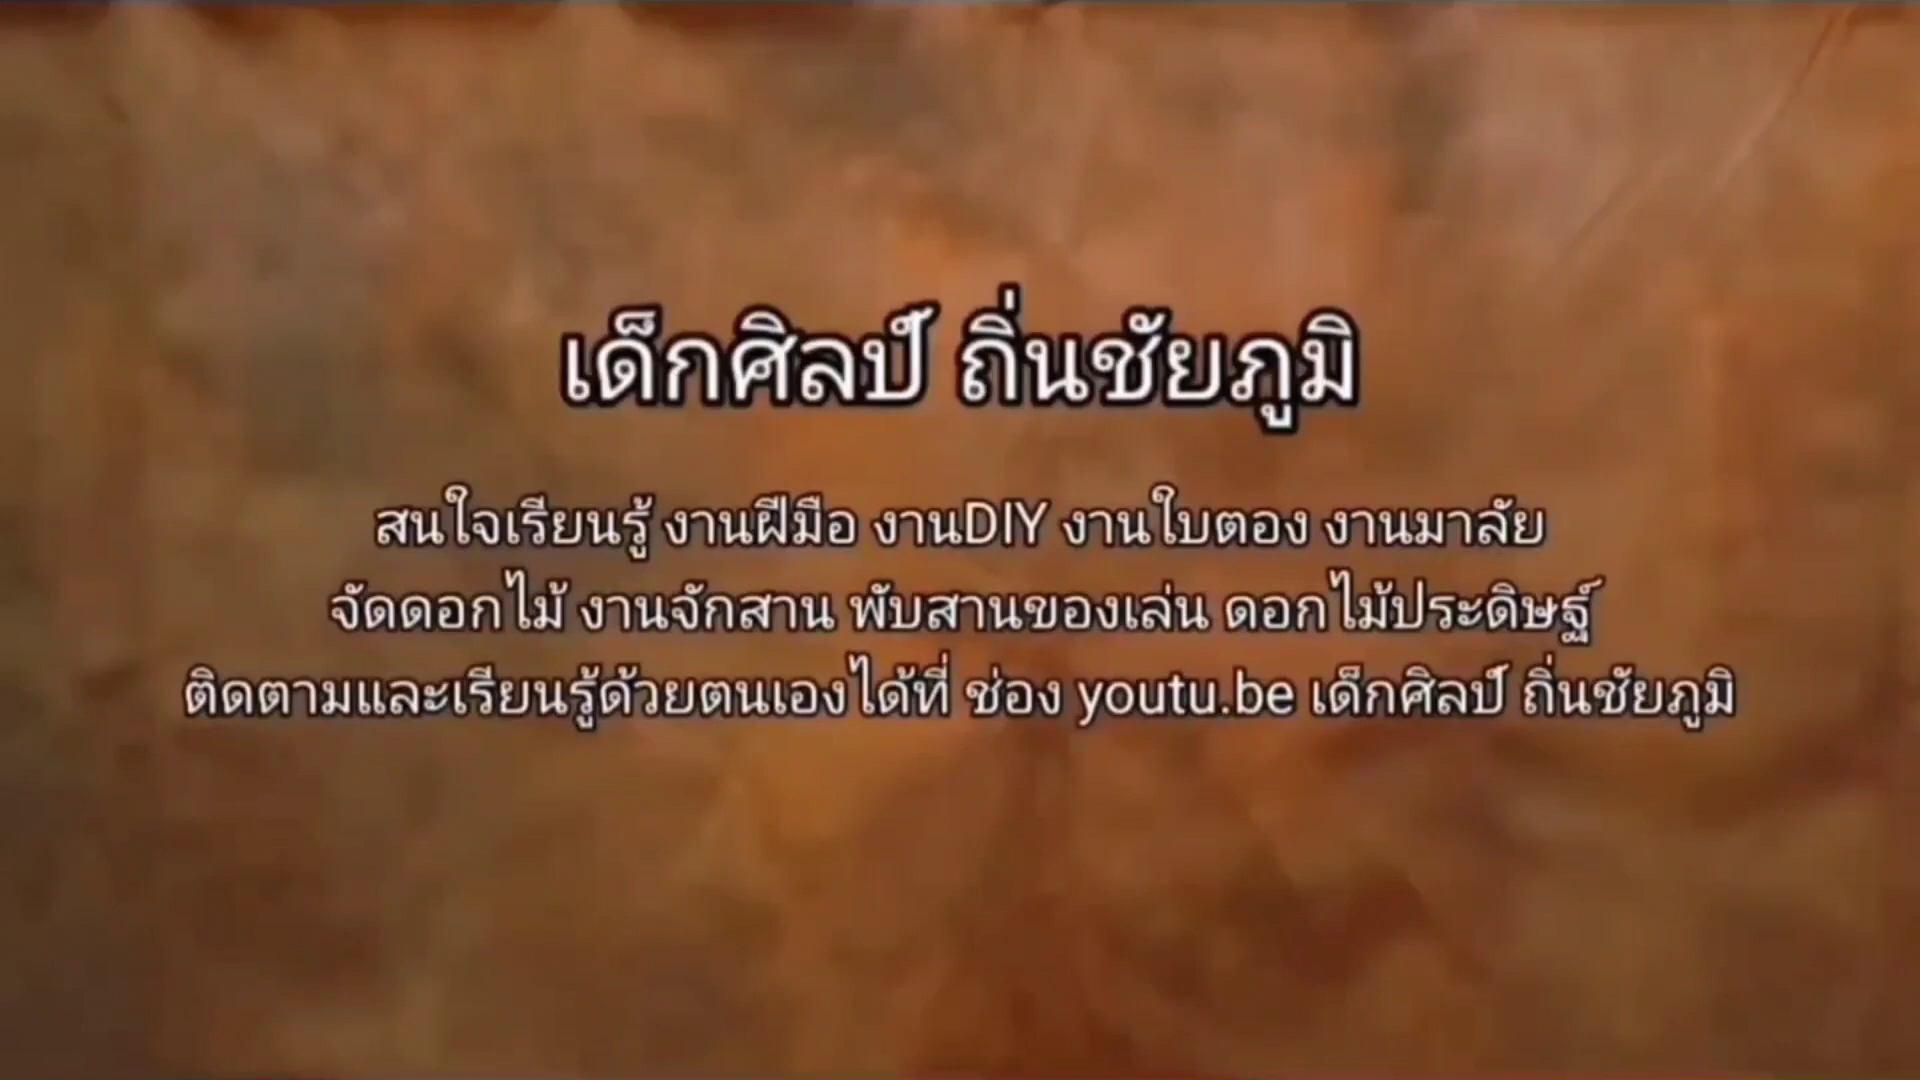 เด็กศิลป์ ถิ่นชัยภูมิ
สนใจเรียนรู้ งานฝีมือ งานDIY งานใบตอง งานมาลัย
จัดดอกไม้ งานจักสาน พับสานของเล่น ดอกไม้ประดิษฐ์
ติดตามและเรียนรู้ด้วยตนเองได้ที่ ช่อง youtu.be เด็กศิลป์ ถิ่นชัยภูมิ